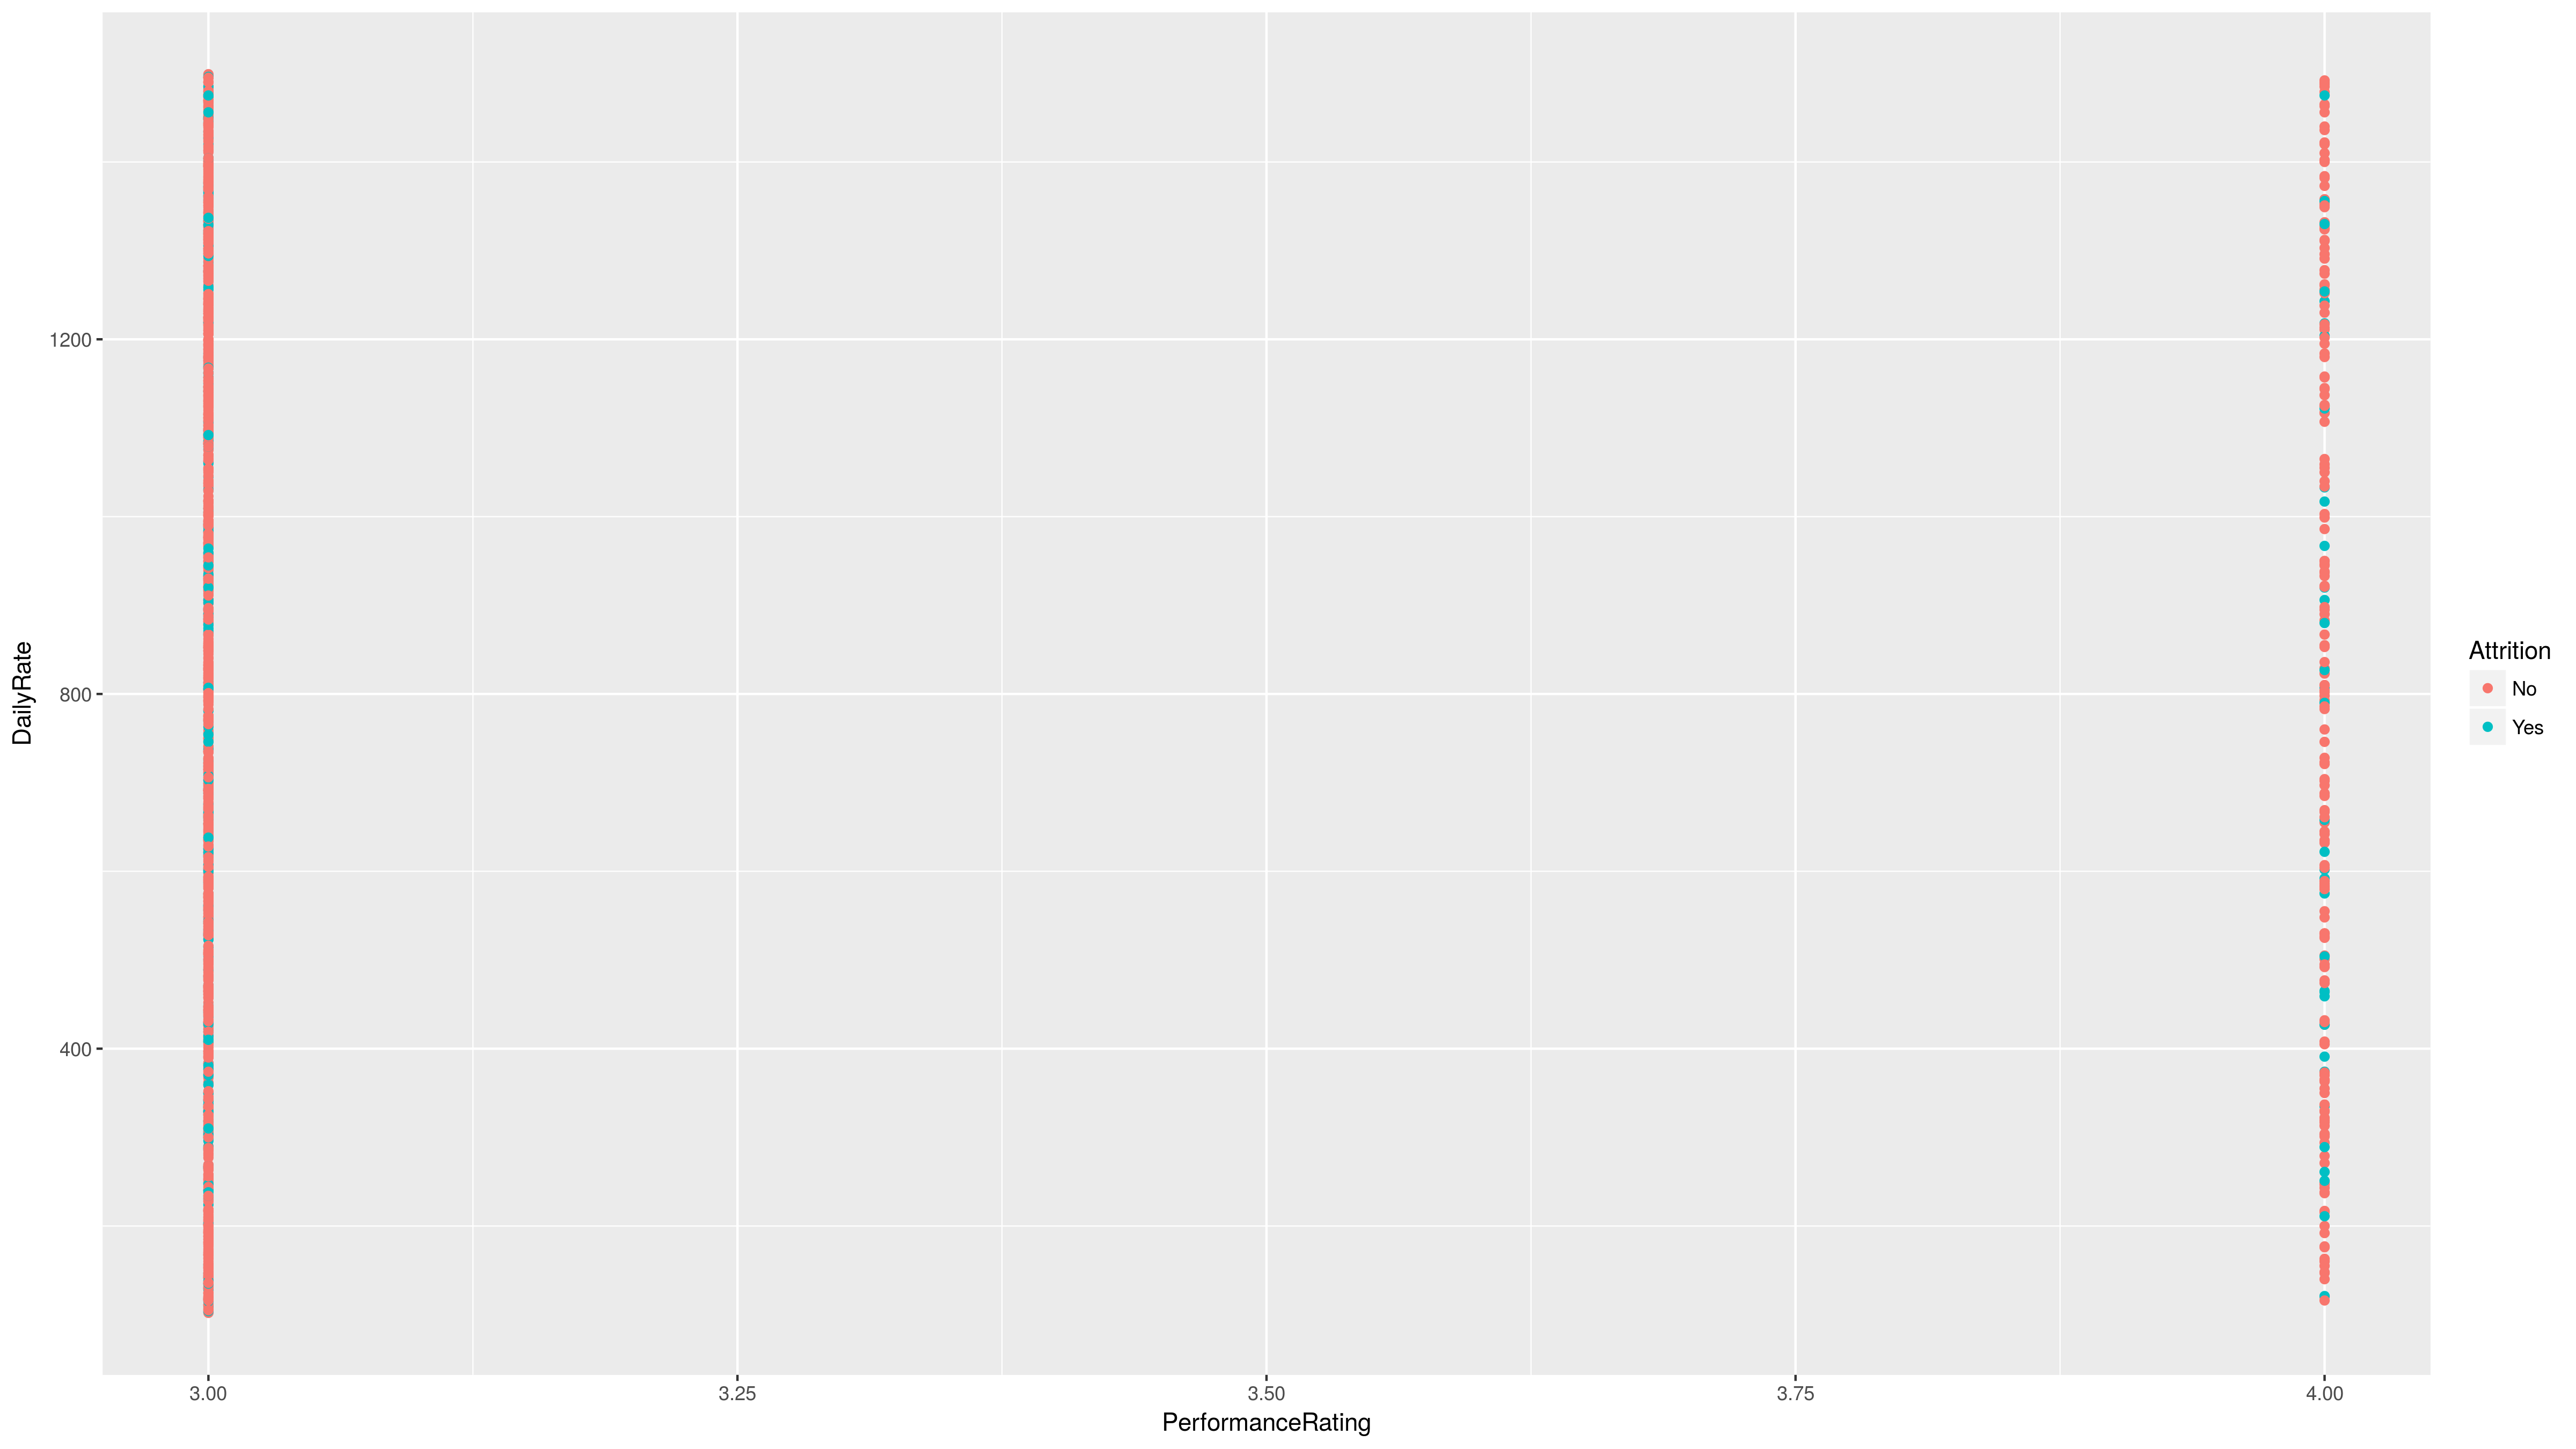 DailyRate
1200
800
400
3.00
3.25
3.50
3.75
4.00
PerformanceRating
Attrition
No
Yes